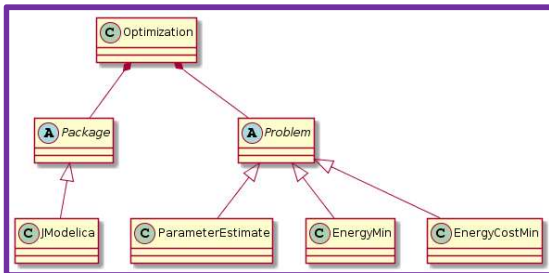 C Optimization
A Package
A Problem
C JModelica
C ParameterEstimate
C EnergyMin
C EnergyCostMin